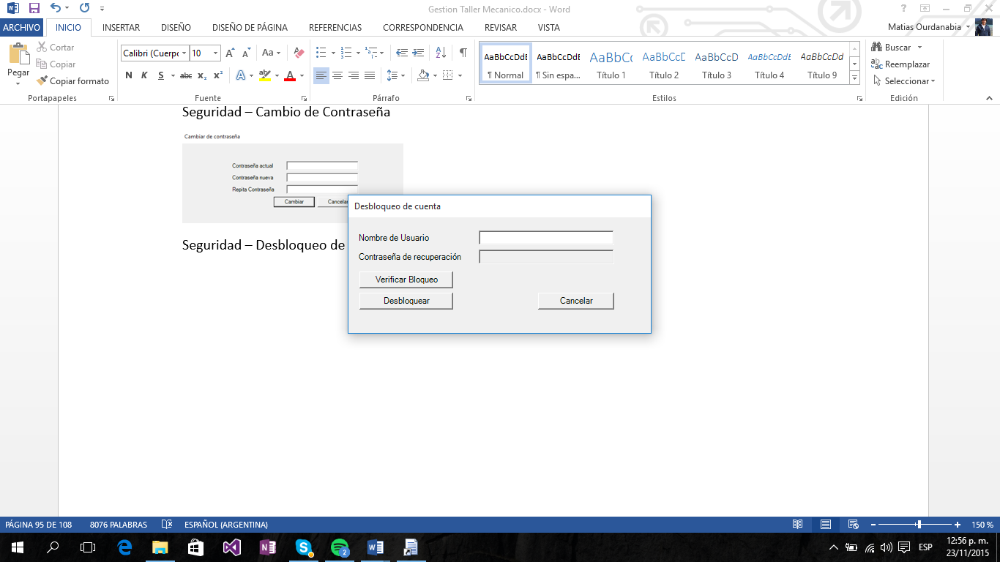 Gestion Taller Mecanico.docx - Word
ARCHIVO INICIO INSERTAR DISEÑO DISEÑO DE PÁGINA REFERENCIAS CORRESPONDENCIA REVISAR VISTA Matias Ourdanabia
Pegar
Cortar
Copiar
Copiar formato
Portapapeles
Calibri (Cuerpo 10
N K S abc x₂ x²
Aa
A A
Fuente
Párrafo
AaBbCcDdE AaBbCcDdE AaBbCc AaBbCcD AaBbCcD AaBbCcDdE AaBbCcDd
¶ Normal ¶ Sin espa... Título 1 Título 2 Título 3 Título 4 Título 9
Estilos
Buscar
Reemplazar
Seleccionar
Edición
Seguridad – Cambio de Contraseña
Cambiar de contraseña
Contraseña actual
Contraseña nueva
Repita Contraseña
Cambiar Cancelar
Seguridad – Desbloqueo de
Desbloqueo de cuenta
Nombre de Usuario
Contraseña de recuperación
Verificar Bloqueo
Desbloquear Cancelar
PÁGINA 95 DE 108 8076 PALABRAS ESPAÑOL (ARGENTINA) 150 %
2
ESP
12:56 p. m.
23/11/2015